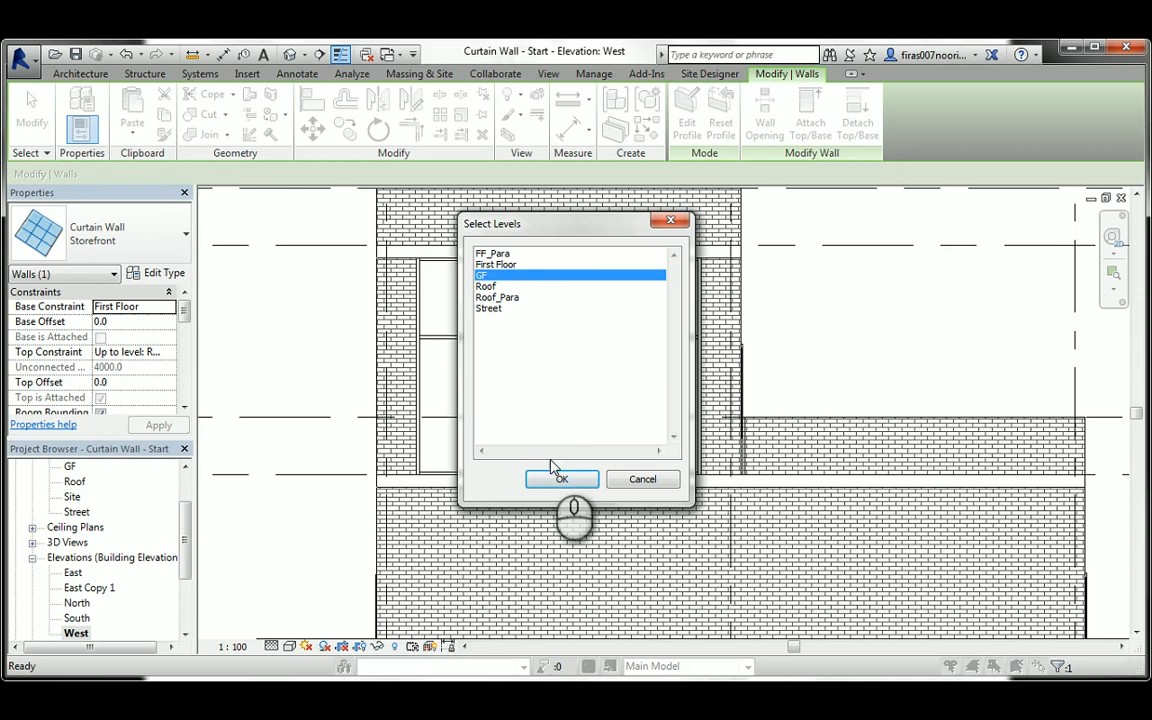 Curtain Wall - Start - Elevation: West
Type a keyword or phrase
firas007noori...
Architecture
Structure
Systems
Insert
Annotate
Analyze
Massing & Site
Collaborate
View
Manage
Add-Ins
Site Designer
Modify | Walls
Modify
Paste
Cope
Cut
Join
Edit Profile
Reset Profile
Wall Opening
Attach Top/Base
Detach Top/Base
Select
Properties
Clipboard
Geometry
Modify
View
Measure
Create
Mode
Modify Wall
Modify | Walls
Properties
Curtain Wall
Storefront
Walls (1)
Edit Type
Constraints
Base Constraint First Floor
Base Offset 0.0
Base is Attached
Top Constraint Up to level: R...
Unconnected ... 4000.0
Top Offset 0.0
Top is Attached
Room Bounding
Properties help
Apply
Project Browser - Curtain Wall - Start
GF
Roof
Site
Street
Ceiling Plans
3D Views
Elevations (Building Elevation
East
East Copy 1
North
South
West
Select Levels
FF_Para
First Floor
GF
Roof
Roof_Para
Street
OK
Cancel
2D
1 : 100
Ready
:0
Main Model
:1